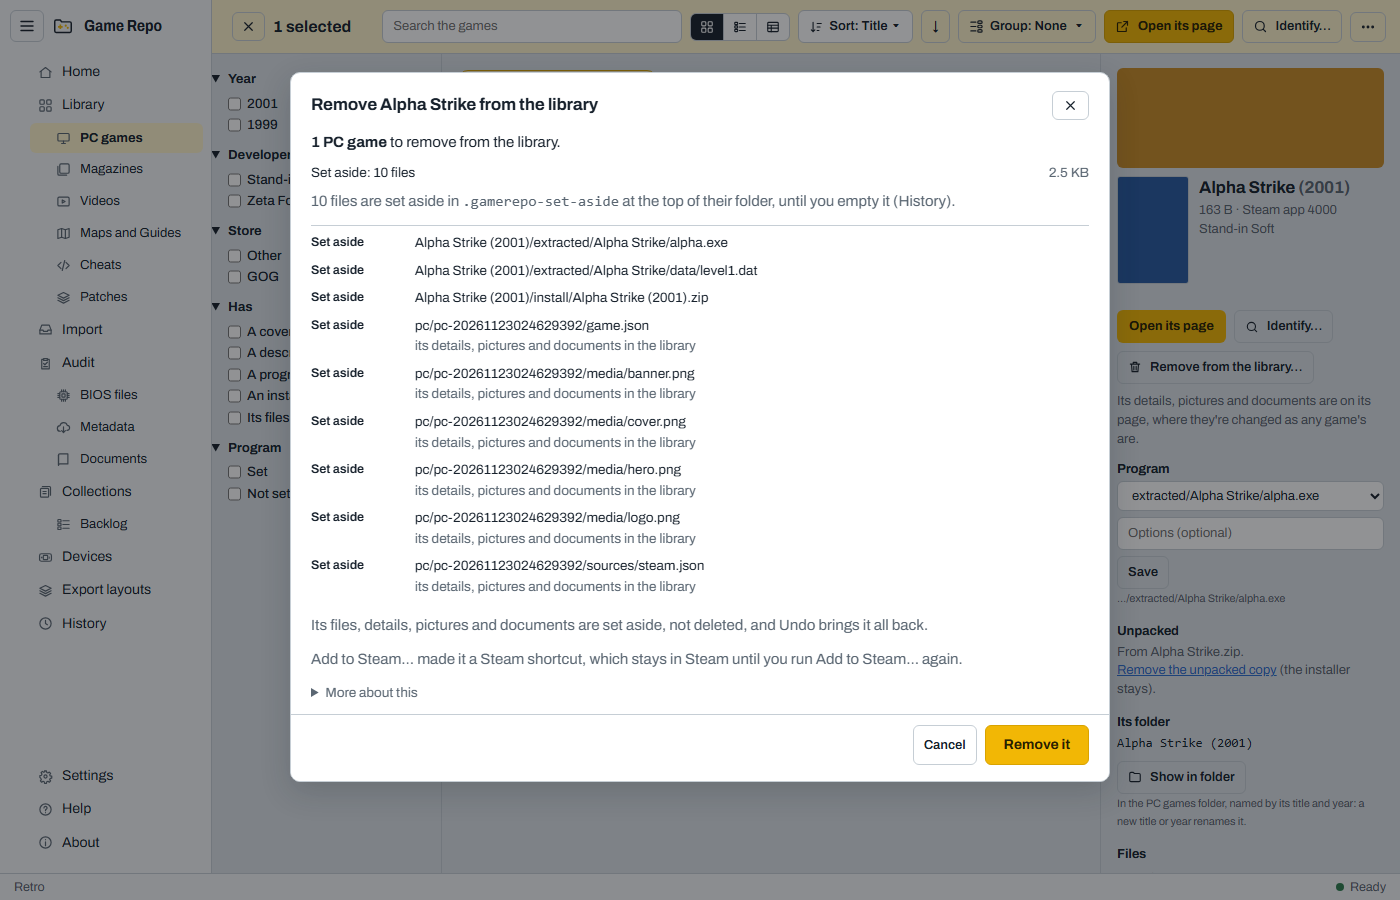 Game Repo
1 selected
Search the games
Sort: Title
Group: None
Open its page
Identify...
Home
Library
PC games
Magazines
Videos
Maps and Guides
Cheats
Patches
Import
Audit
BIOS files
Metadata
Documents
Collections
Backlog
Devices
Export layouts
History
Settings
Help
About
Year
2001
1999
Developer
Stand-i
Zeta Fo
Store
Other
GOG
Has
A cove
A desc
A progr
An inst
Its files
Program
Set
Not set
Remove Alpha Strike from the library
1 PC game to remove from the library.
Set aside: 10 files
2.5 KB
10 files are set aside in .gamerepo-set-aside at the top of their folder, until you empty it (History).
Set aside Alpha Strike (2001)/extracted/Alpha Strike/alpha.exe
Set aside Alpha Strike (2001)/extracted/Alpha Strike/data/level1.dat
Set aside Alpha Strike (2001)/install/Alpha Strike (2001).zip
Set aside pc/pc-20261123024629392/game.json
its details, pictures and documents in the library
Set aside pc/pc-20261123024629392/media/banner.png
its details, pictures and documents in the library
Set aside pc/pc-20261123024629392/media/cover.png
its details, pictures and documents in the library
Set aside pc/pc-20261123024629392/media/hero.png
its details, pictures and documents in the library
Set aside pc/pc-20261123024629392/media/logo.png
its details, pictures and documents in the library
Set aside pc/pc-20261123024629392/sources/steam.json
its details, pictures and documents in the library
Its files, details, pictures and documents are set aside, not deleted, and Undo brings it all back.
Add to Steam... made it a Steam shortcut, which stays in Steam until you run Add to Steam... again.
More about this
Cancel
Remove it
Alpha Strike (2001)
163 B · Steam app 4000
Stand-in Soft
Open its page
Identify...
Remove from the library...
Its details, pictures and documents are on its
page, where they're changed as any game's
are.
Program
extracted/Alpha Strike/alpha.exe
Options (optional)
Save
.../extracted/Alpha Strike/alpha.exe
Unpacked
From Alpha Strike.zip.
Remove the unpacked copy (the installer
stays).
Its folder
Alpha Strike (2001)
Show in folder
In the PC games folder, named by its title and year: a
new title or year renames it.
Files
Retro
Ready